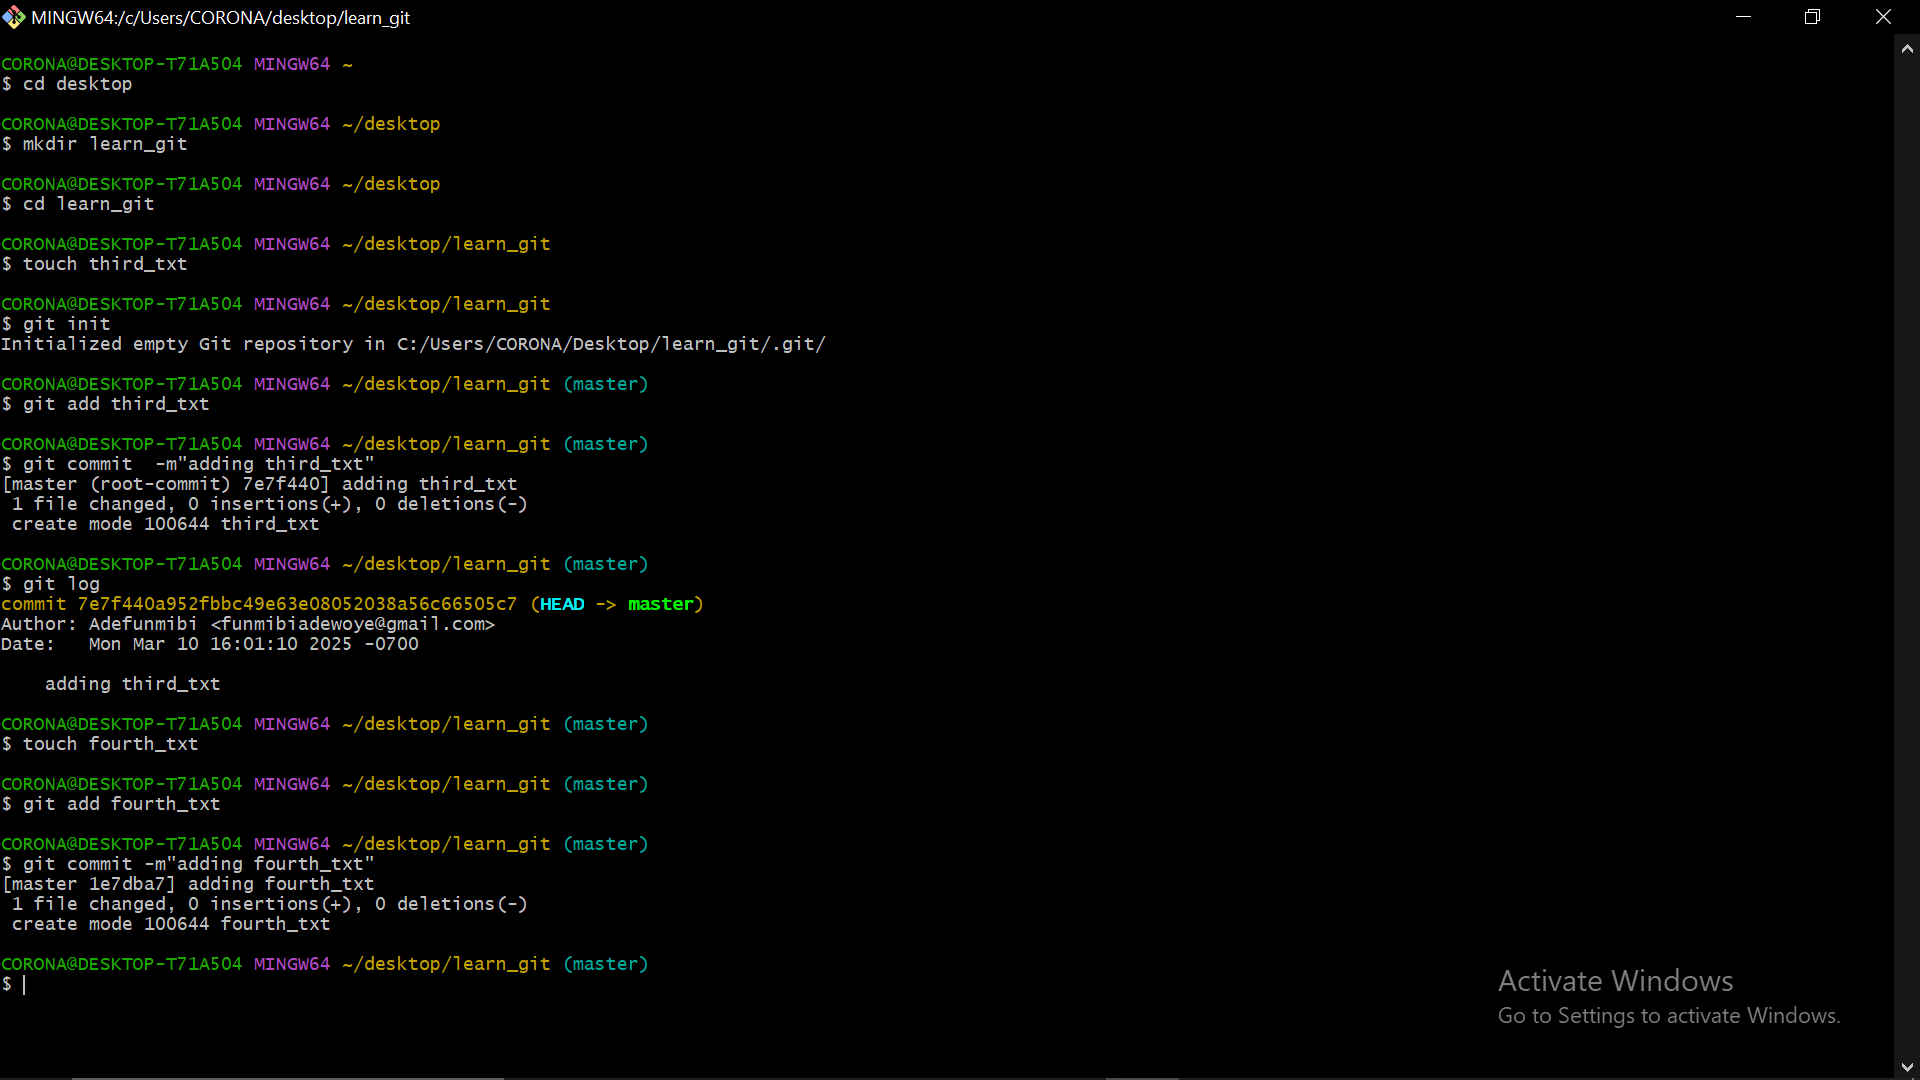 MINGW64:/c/Users/CORONA/desktop/learn_git
CORONA@DESKTOP-T71A504 MINGW64 ~
$ cd desktop
CORONA@DESKTOP-T71A504 MINGW64 ~/desktop
$ mkdir learn_git
CORONA@DESKTOP-T71A504 MINGW64 ~/desktop
$ cd learn_git
CORONA@DESKTOP-T71A504 MINGW64 ~/desktop/learn_git
$ touch third_txt
CORONA@DESKTOP-T71A504 MINGW64 ~/desktop/learn_git
$ git init
Initialized empty Git repository in C:/Users/CORONA/Desktop/learn_git/.git/
CORONA@DESKTOP-T71A504 MINGW64 ~/desktop/learn_git (master)
$ git add third_txt
CORONA@DESKTOP-T71A504 MINGW64 ~/desktop/learn_git (master)
$ git commit  -m"adding third_txt"
[master (root-commit) 7e7f440] adding third_txt
 1 file changed, 0 insertions(+), 0 deletions(-)
 create mode 100644 third_txt
CORONA@DESKTOP-T71A504 MINGW64 ~/desktop/learn_git (master)
$ git log
commit 7e7f440a952fbbc49e63e08052038a56c66505c7 (HEAD -> master)
Author: Adefunmibi <funmibiadewoye@gmail.com>
Date:   Mon Mar 10 16:01:10 2025 -0700
    adding third_txt
CORONA@DESKTOP-T71A504 MINGW64 ~/desktop/learn_git (master)
$ touch fourth_txt
CORONA@DESKTOP-T71A504 MINGW64 ~/desktop/learn_git (master)
$ git add fourth_txt
CORONA@DESKTOP-T71A504 MINGW64 ~/desktop/learn_git (master)
$ git commit -m"adding fourth_txt"
[master 1e7dba7] adding fourth_txt
 1 file changed, 0 insertions(+), 0 deletions(-)
 create mode 100644 fourth_txt
CORONA@DESKTOP-T71A504 MINGW64 ~/desktop/learn_git (master)
$
Activate Windows
Go to Settings to activate Windows.